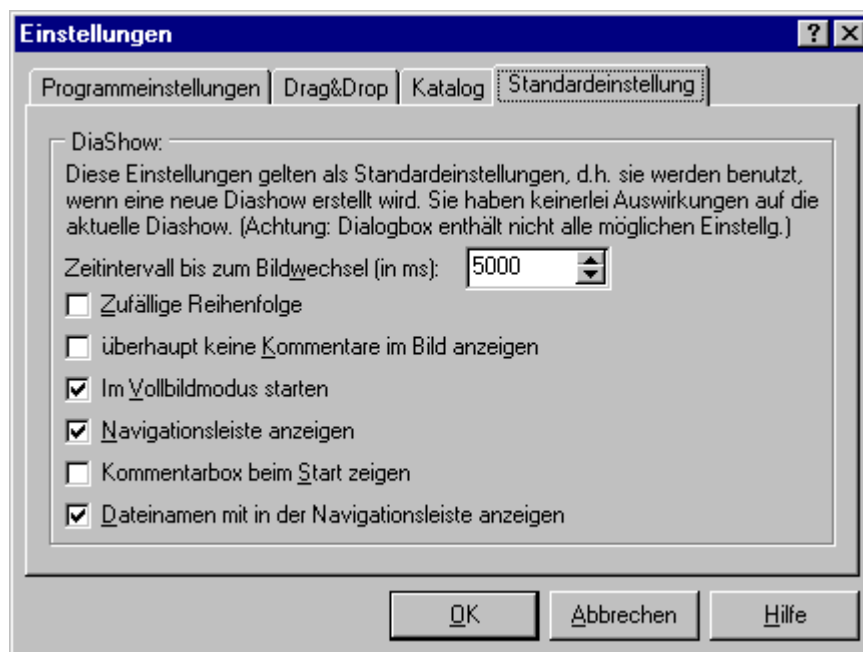 Einstellungen
Programmeinstellungen Drag&Drop Katalog Standardeinstellung
DiaShow:
Diese Einstellungen gelten als Standardeinstellungen, d.h. sie werden benutzt,
wenn eine neue Diashow erstellt wird. Sie haben keinerlei Auswirkungen auf die
aktuelle Diashow. (Achtung: Dialogbox enthält nicht alle möglichen Einstellg.)
Zeitintervall bis zum Bildwechsel (in ms): 5000
Zufällige Reihenfolge
überhaupt keine Kommentare im Bild anzeigen
Im Vollbildmodus starten
Navigationsleiste anzeigen
Kommentarbox beim Start zeigen
Dateinamen mit in der Navigationsleiste anzeigen
OK Abbrechen Hilfe